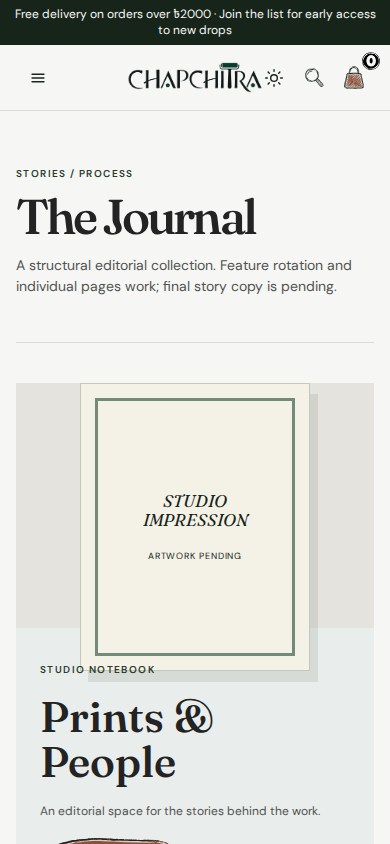 Free delivery on orders over ৳2000 · Join the list for early access
to new drops
CHAPCHITRA
0
STORIES / PROCESS
The Journal
A structural editorial collection. Feature rotation and
individual pages work; final story copy is pending.
STUDIO
IMPRESSION
ARTWORK PENDING
STUDIO NOTEBOOK
Prints &
People
An editorial space for the stories behind the work.